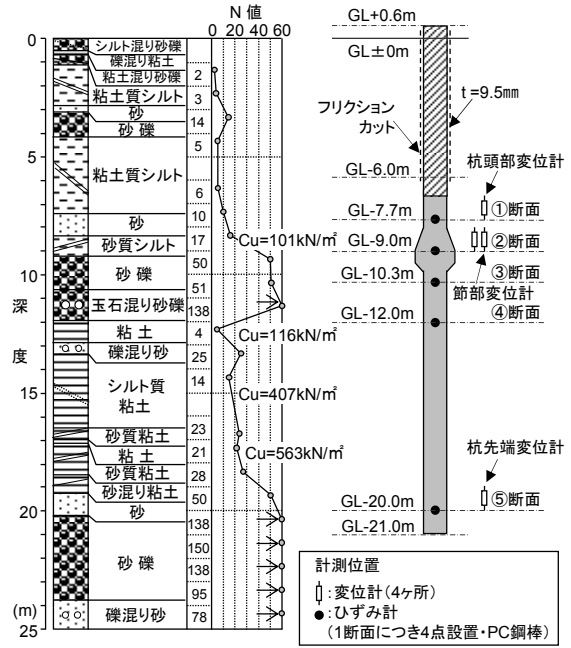 N 値
0 20 40 60
0
5
10
深
度
15
20
(m)
25
シルト混り砂礫
礫混り粘土
粘土混り砂礫
粘土質シルト
砂
砂 礫
粘土質シルト
砂
砂質シルト
砂 礫
玉石混り砂礫
粘 土
礫混り砂
シルト質
粘土
砂質粘土
粘 土
砂質粘土
砂混り粘土
砂
砂 礫
礫混り砂
2
3
14
5
6
10
17
50
51
138
4
25
14
23
21
28
50
138
150
138
95
78
Cu=101kN/㎡
Cu=116kN/㎡
Cu=407kN/㎡
Cu=563kN/㎡
GL+0.6m
GL±0m
フリクション
カット
t=9.5㎜
GL-6.0m
杭頭部変位計
GL-7.7m
①断面
GL-9.0m
②断面
GL-10.3m
③断面
節部変位計
GL-12.0m
④断面
杭先端変位計
GL-20.0m
⑤断面
GL-21.0m
計測位置
:変位計(4ヶ所)
:ひずみ計
(1断面につき4点設置・PC鋼棒)